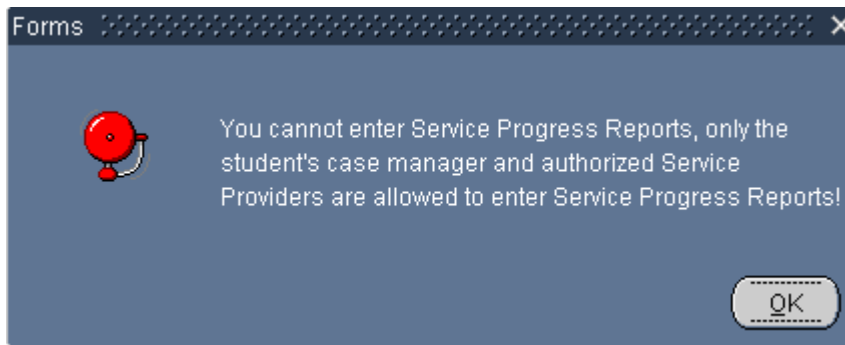 Forms
You cannot enter Service Progress Reports, only the
student's case manager and authorized Service
Providers are allowed to enter Service Progress Reports!
OK